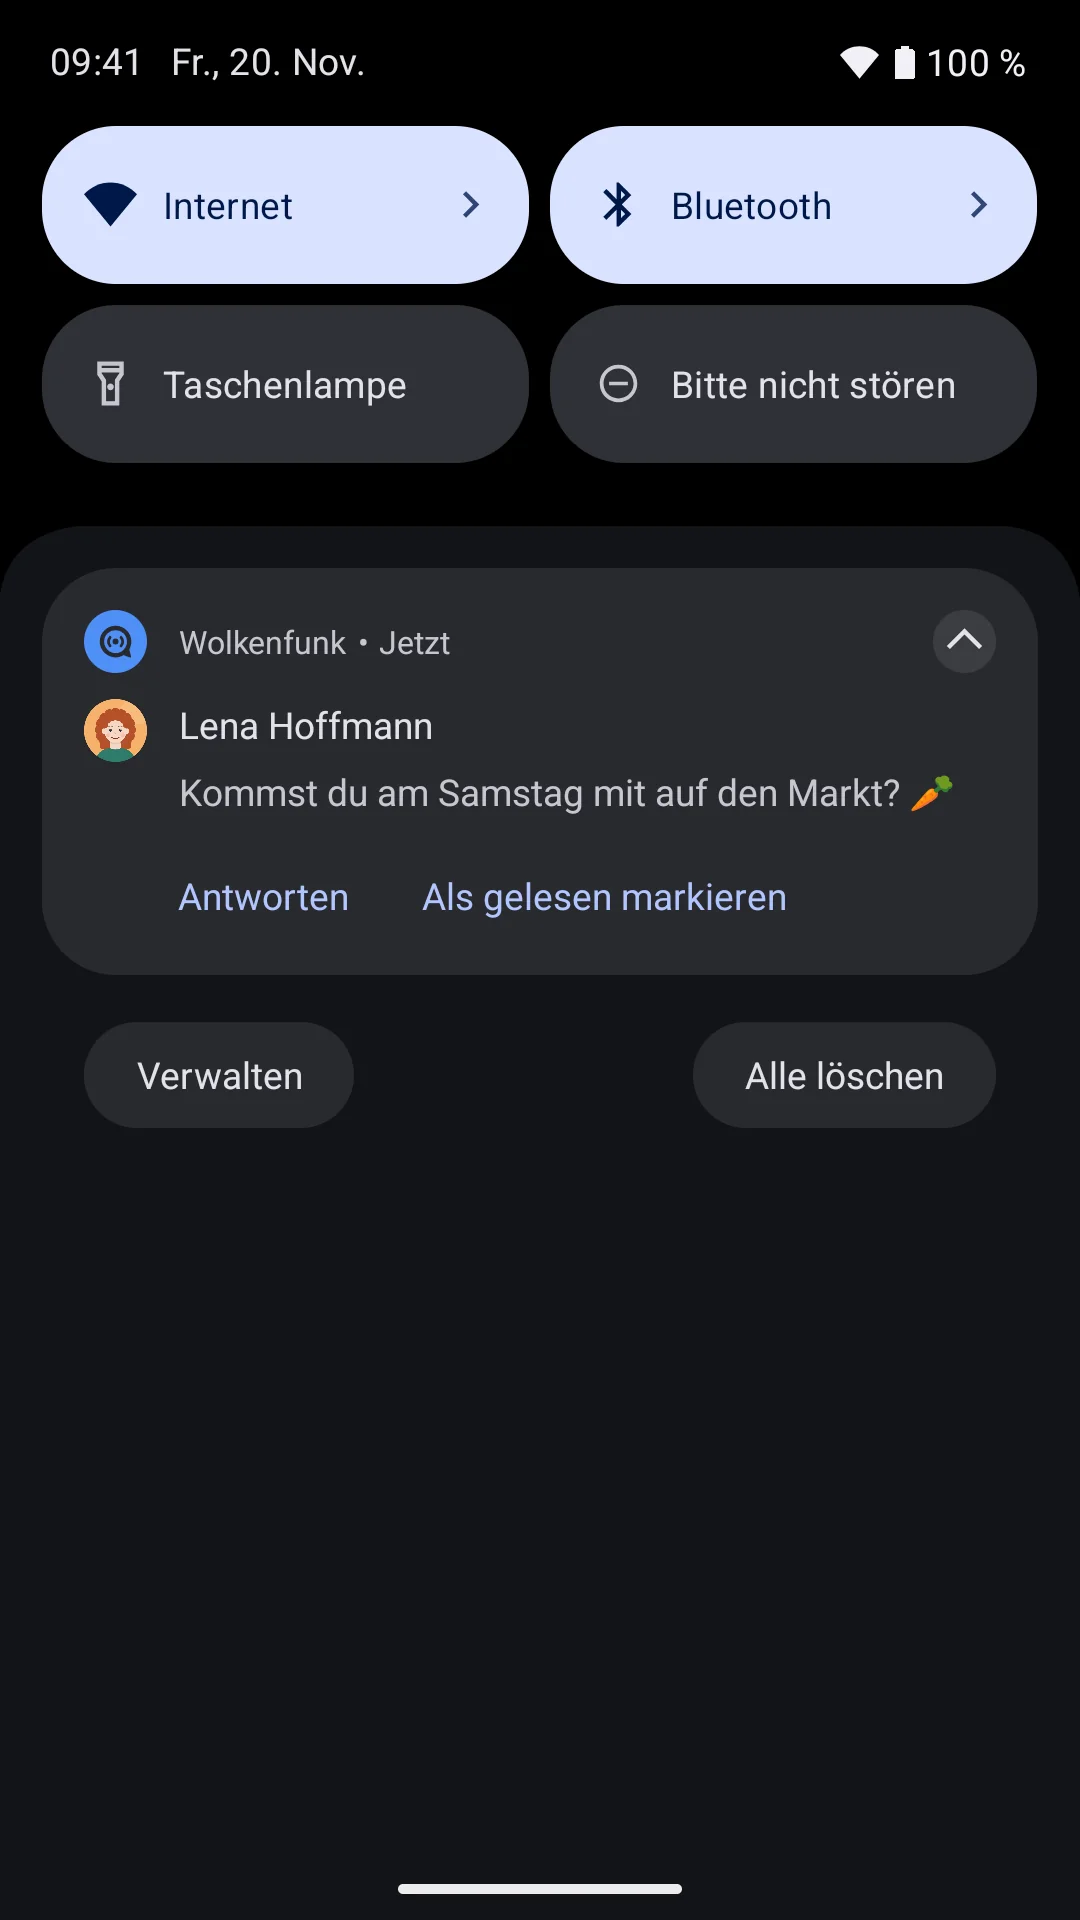 09:41 Fr., 20. Nov. 100 %
Internet
Bluetooth
Taschenlampe
Bitte nicht stören
Wolkenfunk • Jetzt
Lena Hoffmann
Kommst du am Samstag mit auf den Markt? 🥕
Antworten Als gelesen markieren
Verwalten Alle löschen